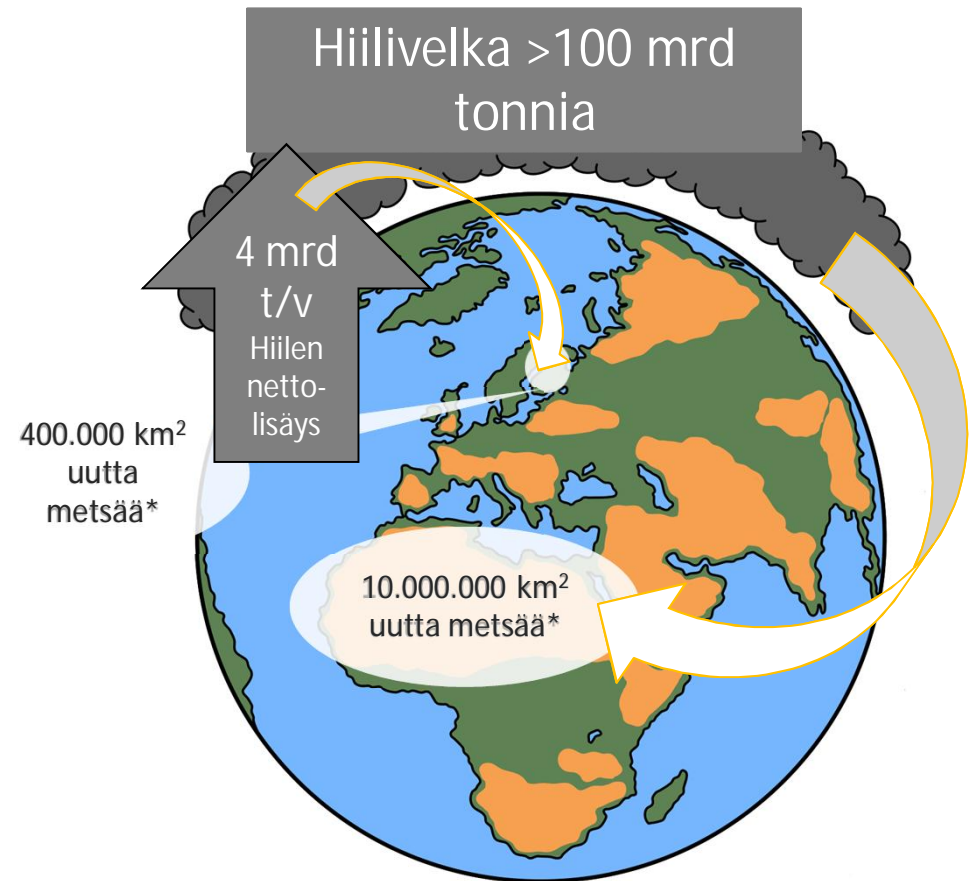 Hiilivelka >100 mrd
tonnia
4 mrd
t/v
Hiilen
netto-
lisäys
400.000 km²
uutta
metsää*
10.000.000 km²
uutta metsää*